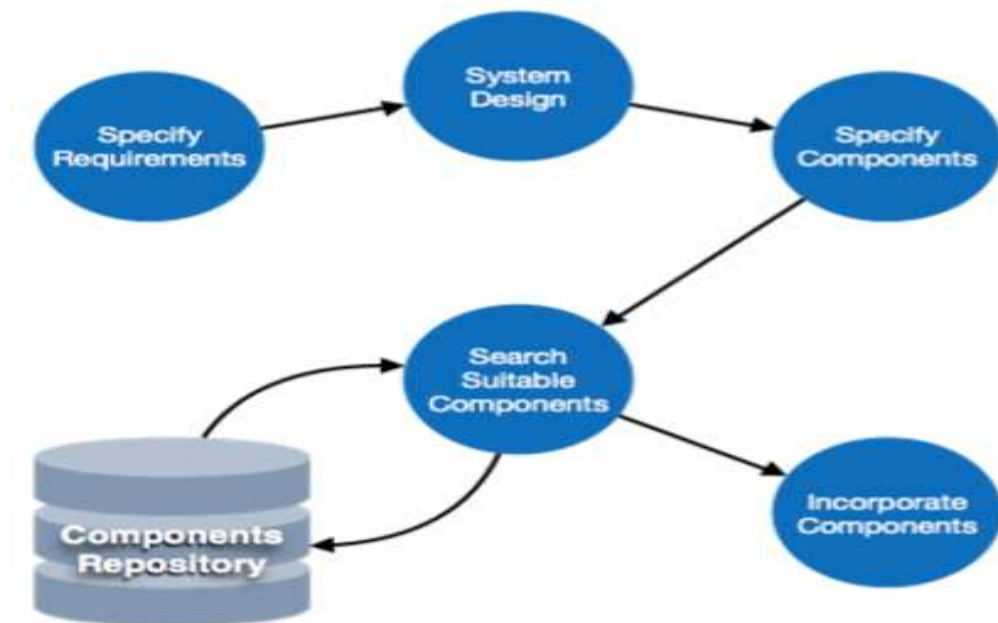 Specify
Requirements
System
Design
Specify
Components
Search
Suitable
Components
Components
Repository
Incorporate
Components